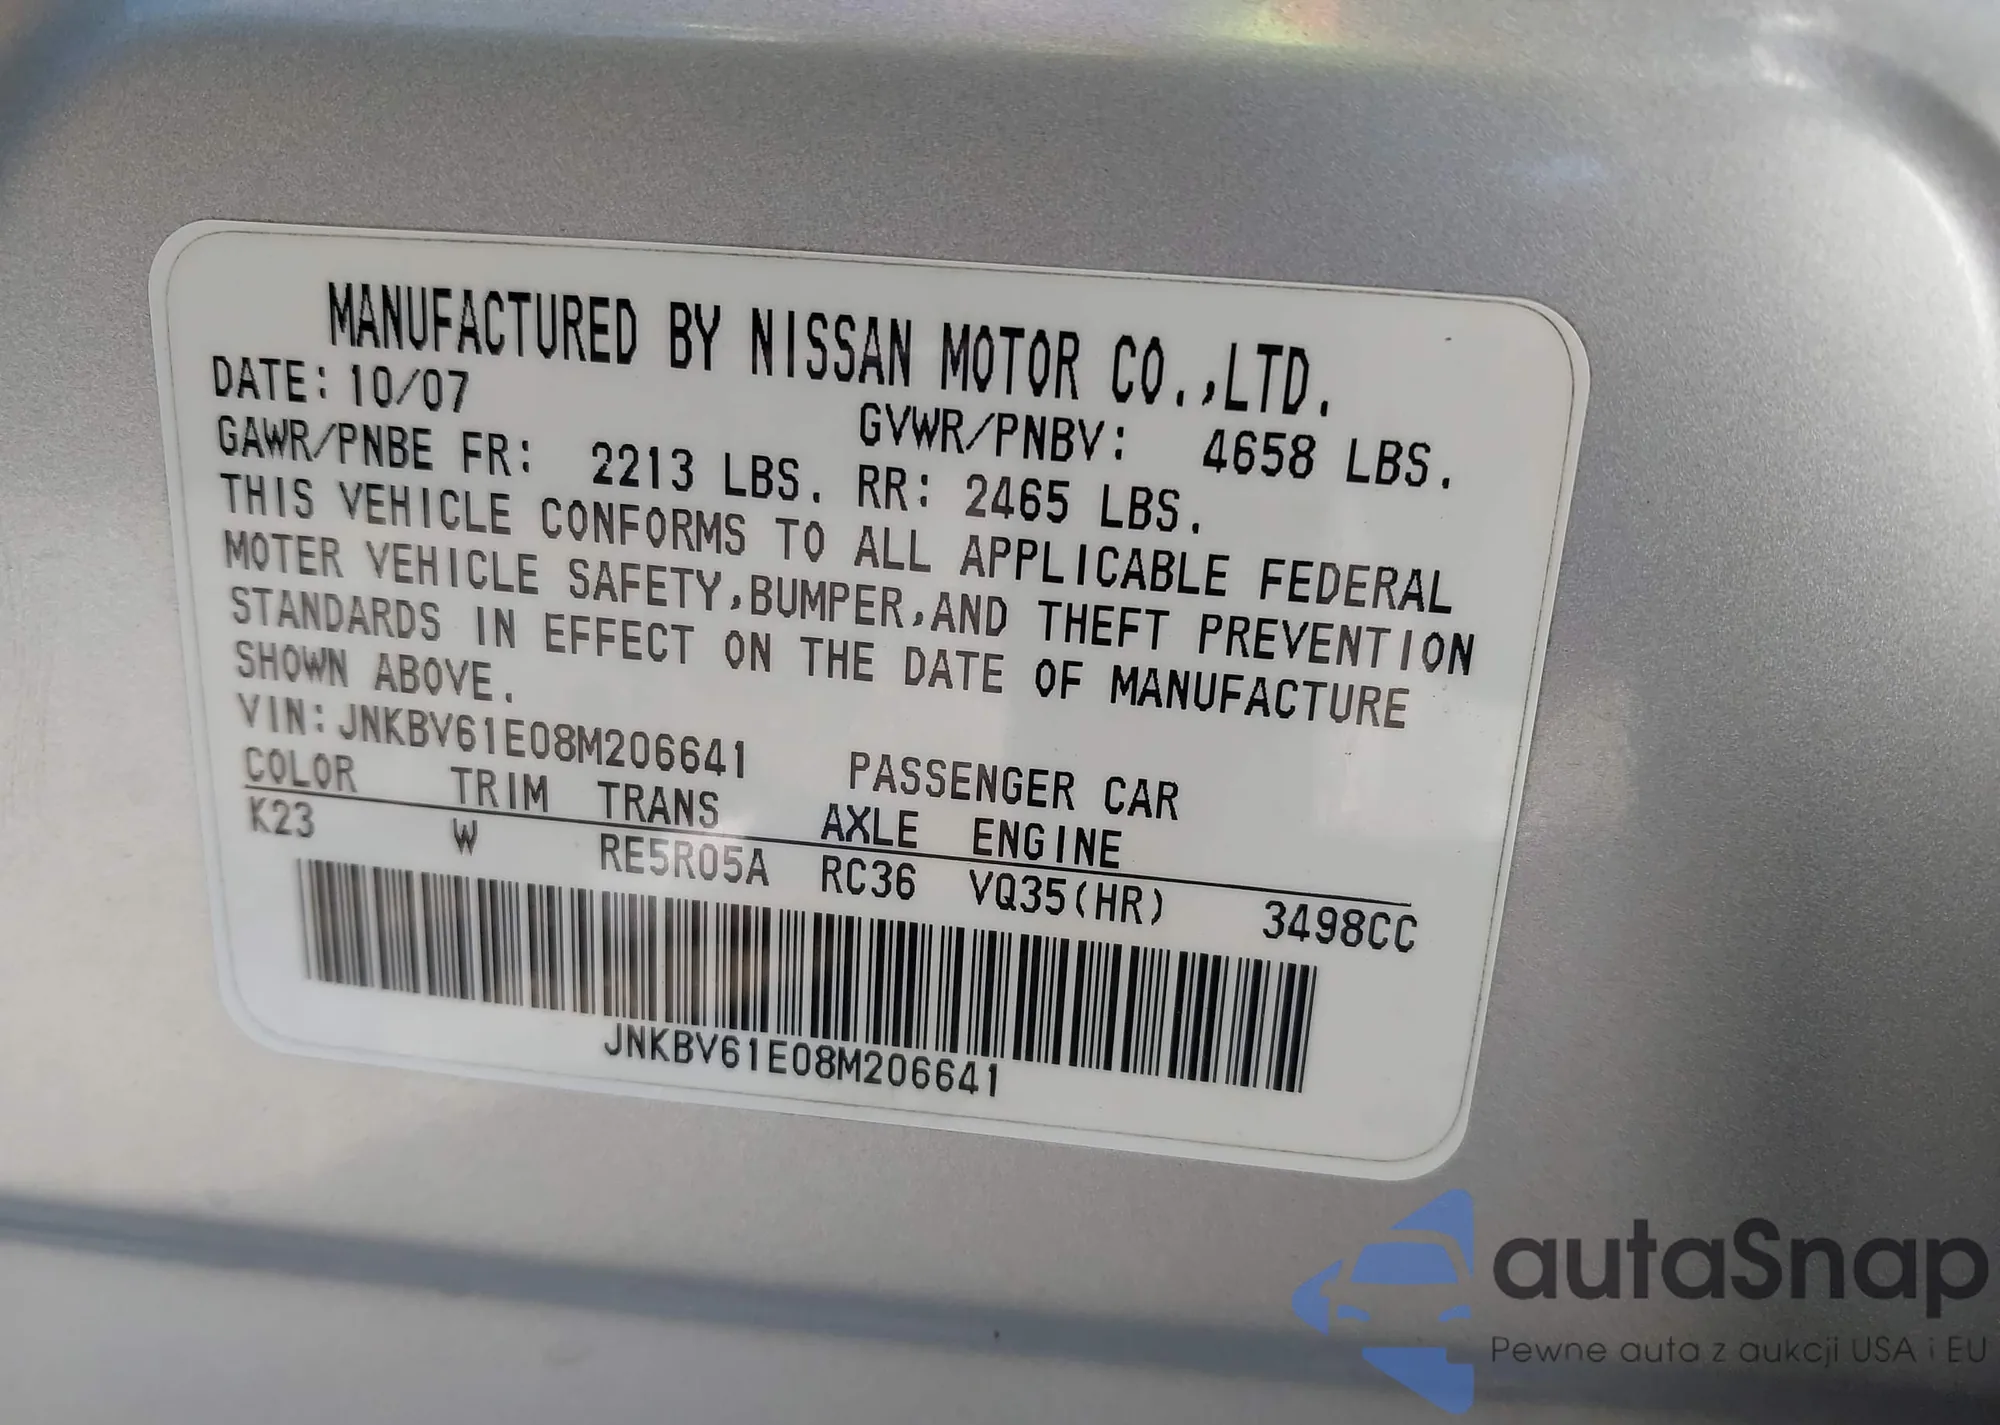 MANUFACTURED BY NISSAN MOTOR CO.,LTD.
DATE: 10/07 GVWR/PNBV: 4658 LBS.
GAWR/PNBE FR: 2213 LBS. RR: 2465 LBS.
THIS VEHICLE CONFORMS TO ALL APPLICABLE FEDERAL
MOTER VEHICLE SAFETY,BUMPER,AND THEFT PREVENTION
STANDARDS IN EFFECT ON THE DATE OF MANUFACTURE
SHOWN ABOVE.
VIN: JNKBV61E08M206641 PASSENGER CAR
COLOR TRIM TRANS AXLE ENGINE
K23 W RE5R05A RC36 VQ35(HR) 3498CC
JNKBV61E08M206641
autaSnap
Pewne auta z aukcji USA i EU